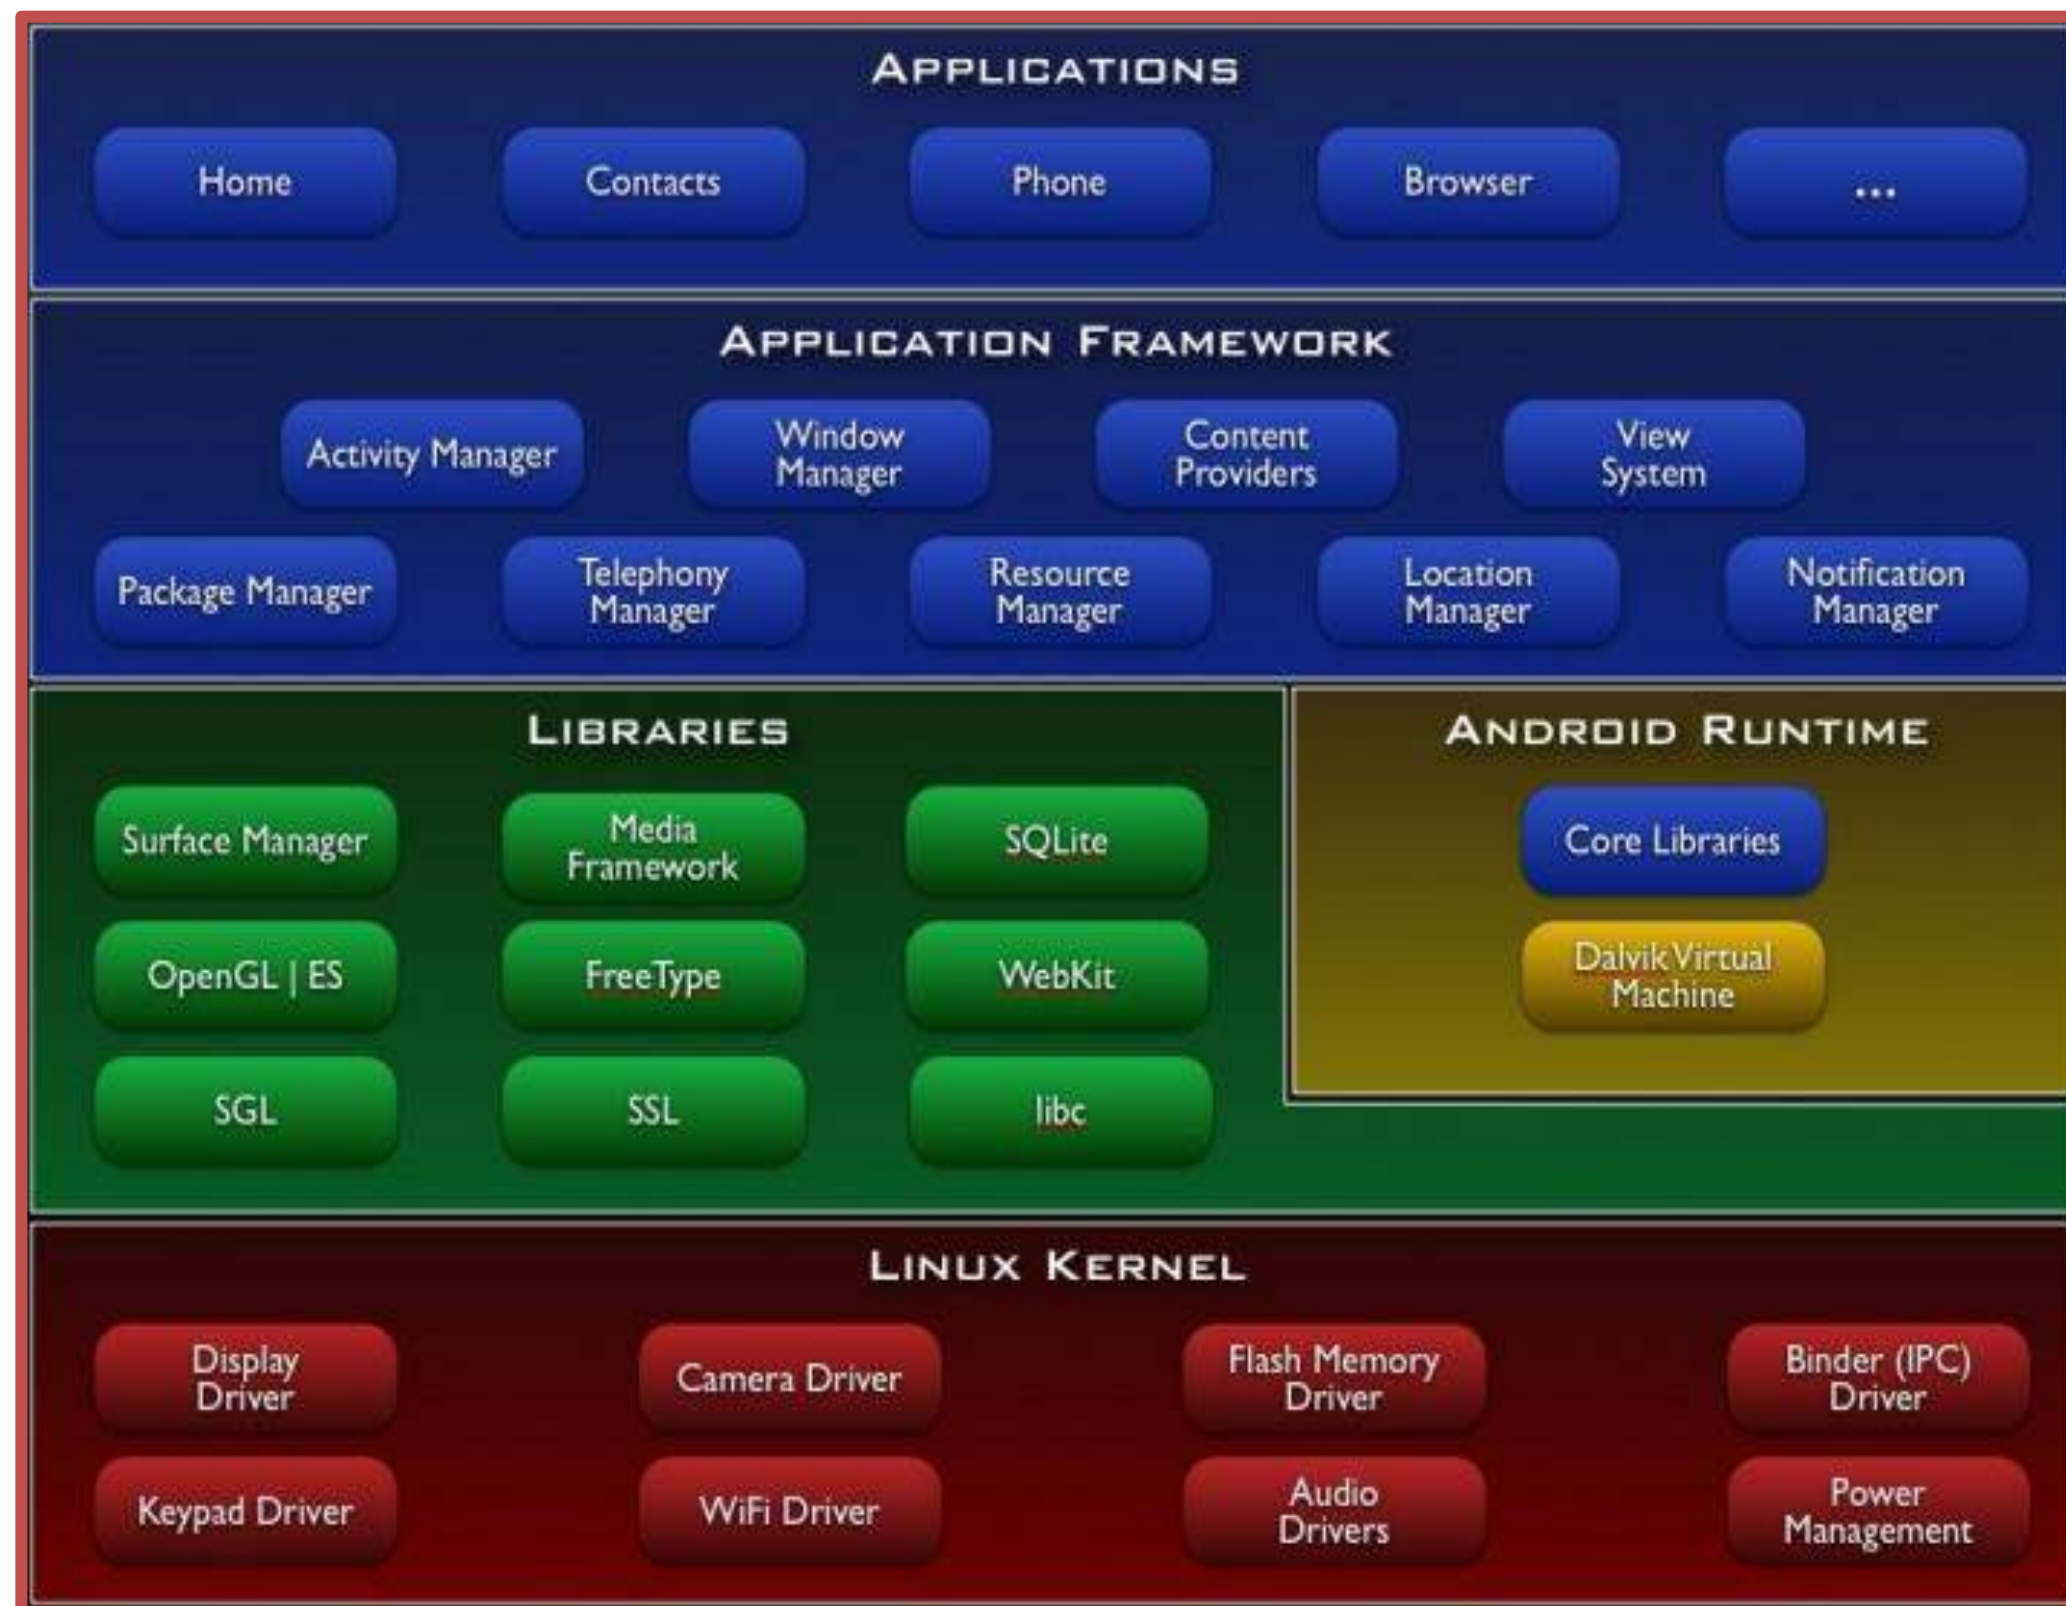 APPLICATIONS
Home
Contacts
Phone
Browser
...
APPLICATION FRAMEWORK
Activity Manager
Window
Manager
Content
Providers
View
System
Package Manager
Telephony
Manager
Resource
Manager
Location
Manager
Notification
Manager
LIBRARIES
Surface Manager
Media
Framework
SQLite
OpenGL | ES
FreeType
WebKit
SGL
SSL
libc
ANDROID RUNTIME
Core Libraries
Dalvik Virtual
Machine
LINUX KERNEL
Display
Driver
Camera Driver
Flash Memory
Driver
Binder (IPC)
Driver
Keypad Driver
WiFi Driver
Audio
Drivers
Power
Management